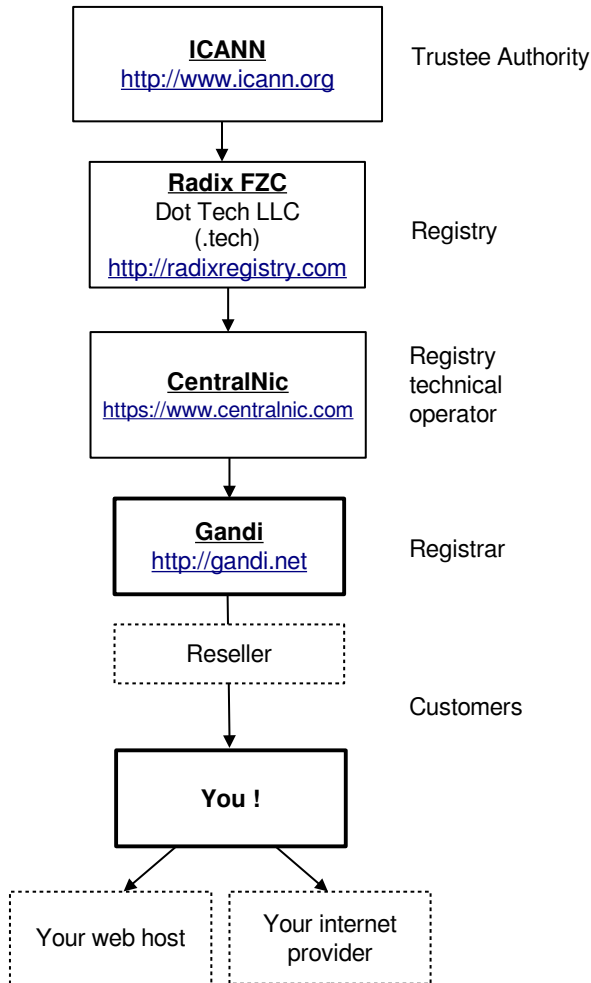 ICANN
http://www.icann.org
Trustee Authority
Radix FZC
Dot Tech LLC
(.tech)
http://radixregistry.com
Registry
CentralNic
https://www.centralnic.com
Registry
technical
operator
Gandi
http://gandi.net
Registrar
Reseller
Customers
You !
Your web host
Your internet
provider